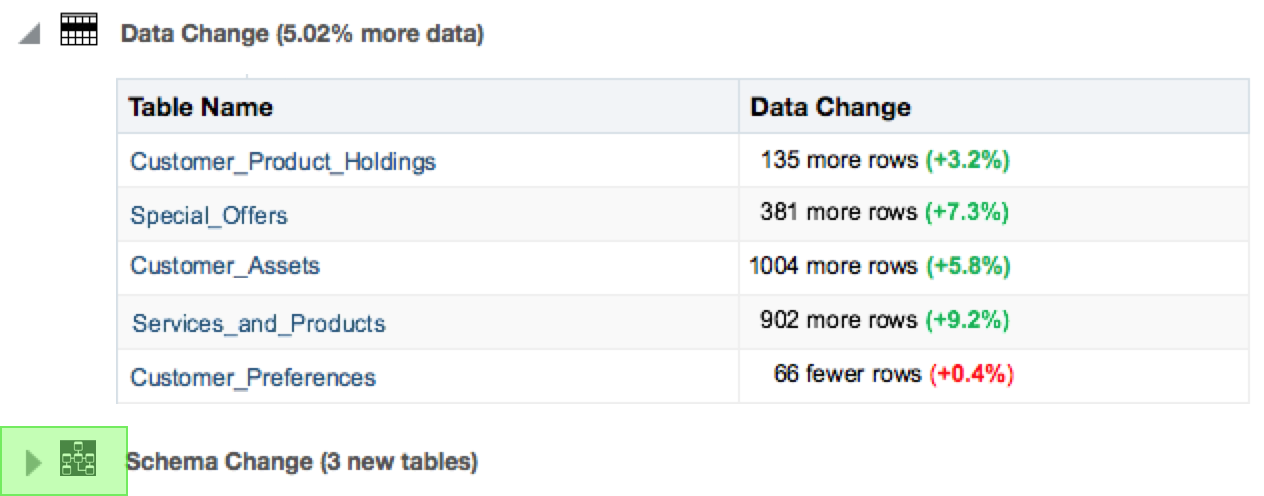 Data Change (5.02% more data)
Table Name Data Change
Customer_Product_Holdings 135 more rows (+3.2%)
Special_Offers 381 more rows (+7.3%)
Customer_Assets 1004 more rows (+5.8%)
Services_and_Products 902 more rows (+9.2%)
Customer_Preferences 66 fewer rows (+0.4%)
Schema Change (3 new tables)